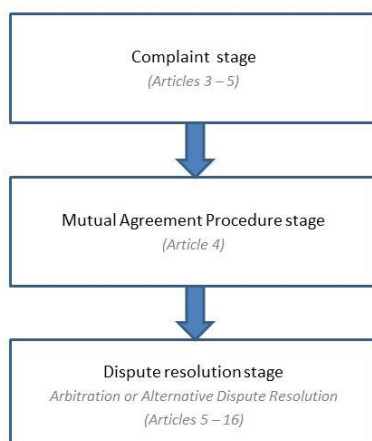 Complaint stage
(Articles 3 – 5)
Mutual Agreement Procedure stage
(Article 4)
Dispute resolution stage
Arbitration or Alternative Dispute Resolution
(Articles 5 – 16)